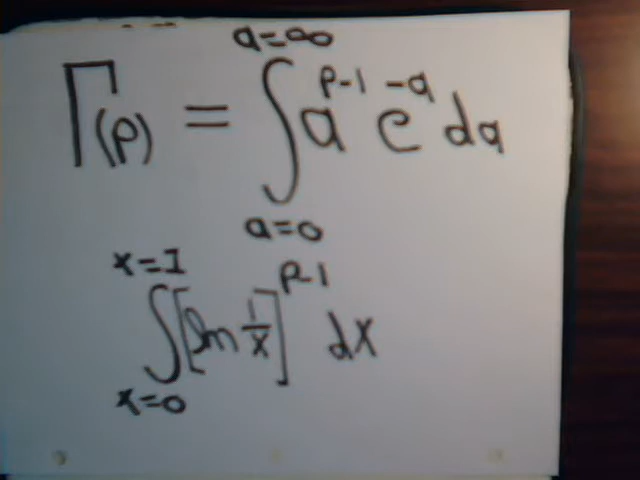 a=∞
Γ(p) = ∫ a^{p-1} e^{-a} da
a=0
x=1
∫ [ln 1/x]^{p-1} dx
x=0